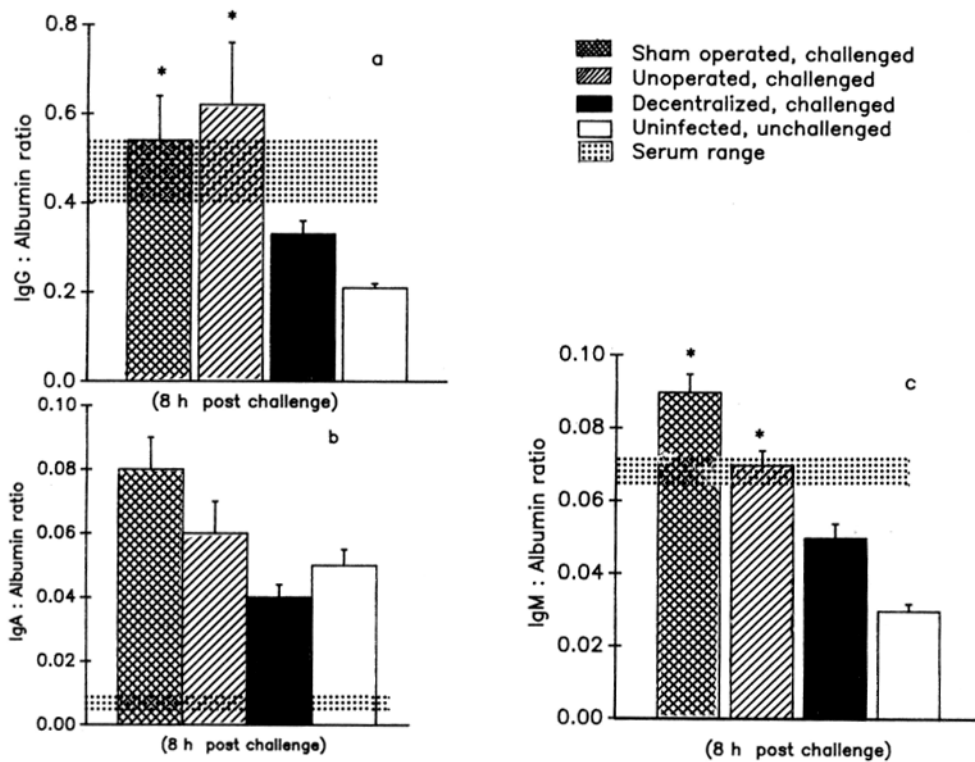 *
*
a
0.8
0.6
0.4
0.2
0.0
IgG : Albumin ratio
(8 h post challenge)
Sham operated, challenged
Unoperated, challenged
Decentralized, challenged
Uninfected, unchallenged
Serum range
b
0.10
0.08
0.06
0.04
0.02
0.00
IgA : Albumin ratio
(8 h post challenge)
*
*
c
0.10
0.08
0.06
0.04
0.02
0.00
IgM : Albumin ratio
(8 h post challenge)